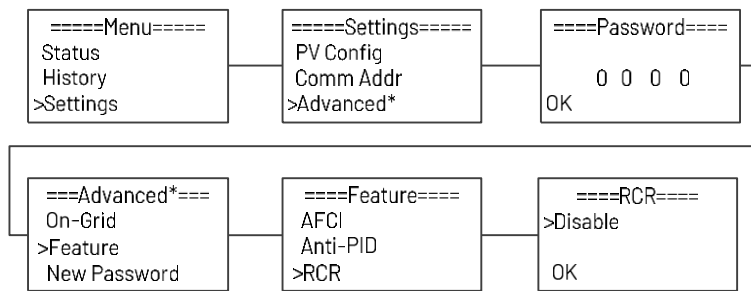 =====Menu=====
Status
History
>Settings
=====Settings=====
PV Config
Comm Addr
>Advanced*
====Password====
0 0 0 0
OK
===Advanced*===
On-Grid
>Feature
New Password
====Feature====
AFCI
Anti-PID
>RCR
====RCR====
>Disable
OK